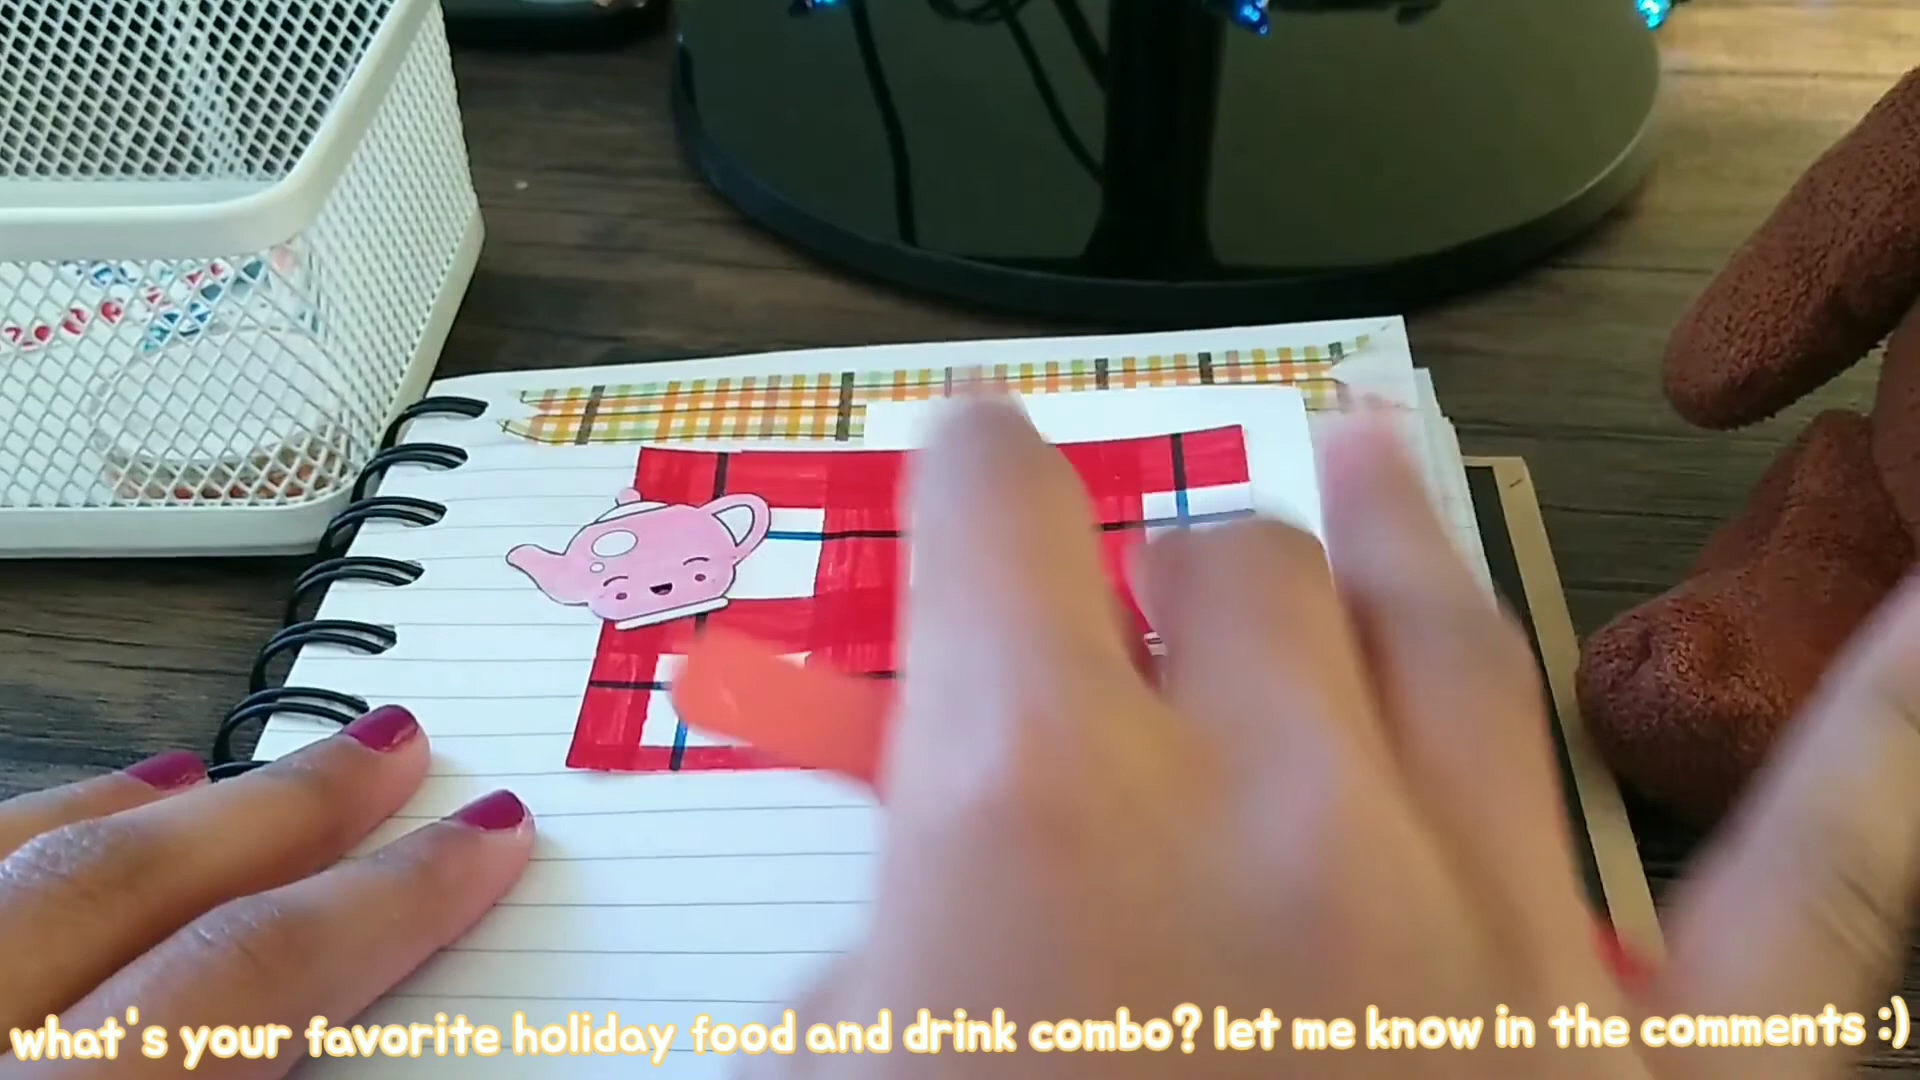 what's your favorite holiday food and drink combo? let me know in the comments :)